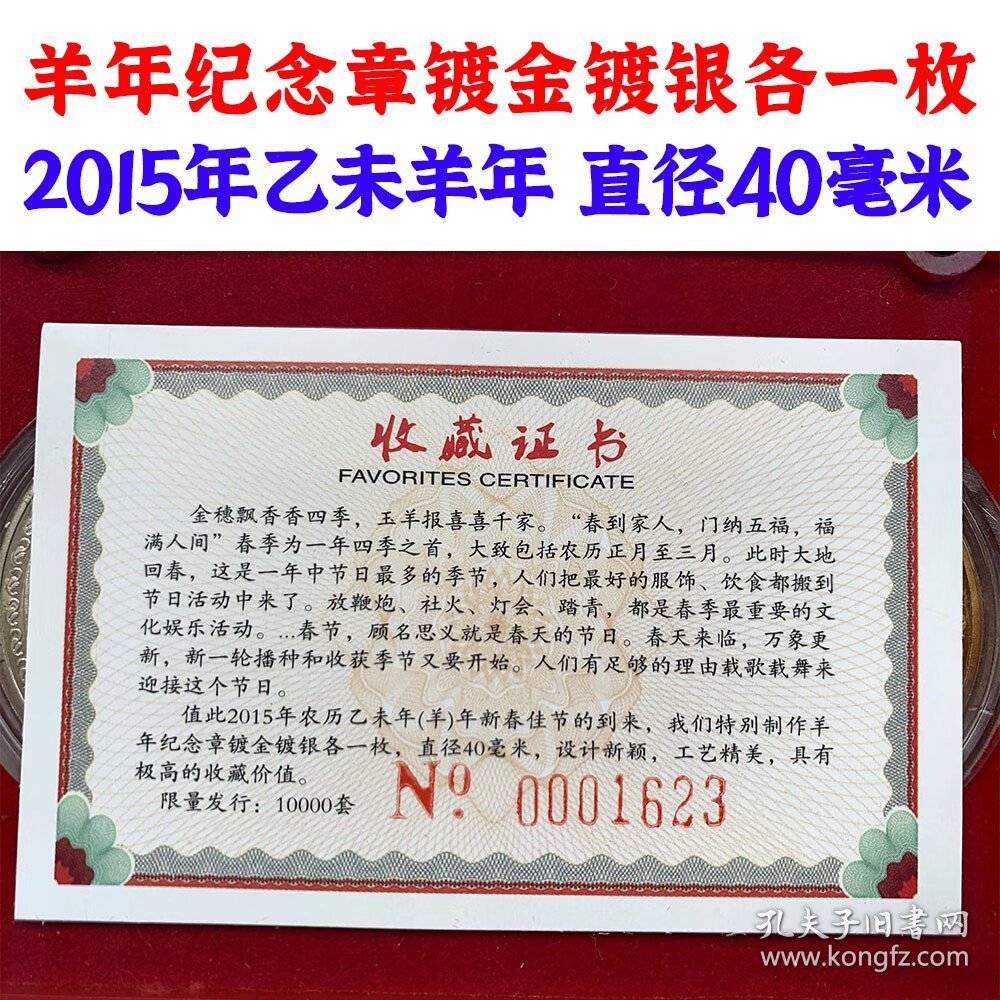 羊年纪念章镀金镀银各一枚
2015年乙未羊年 直径40毫米
收藏证书
FAVORITES CERTIFICATE
金穗飘香香四季，玉羊报喜喜千家。“春到家人，门纳五福，福
满人间”春季为一年四季之首，大致包括农历正月至三月。此时大地
回春，这是一年中节日最多的季节，人们把最好的服饰、饮食都搬到
节日活动中来了。放鞭炮、社火、灯会、踏青，都是春季最重要的文
化娱乐活动。...春节，顾名思义就是春天的节日。春天来临，万象更
新，新一轮播种和收获季节又要开始。人们有足够的理由载歌载舞来
迎接这个节日。
值此2015年农历乙未年(羊)年新春佳节的到来，我们特别制作羊
年纪念章镀金镀银各一枚，直径40毫米，设计新颖，工艺精美，具有
极高的收藏价值。
限量发行：10000套
No. 0001623
孔夫子旧书网
www.kongfz.com